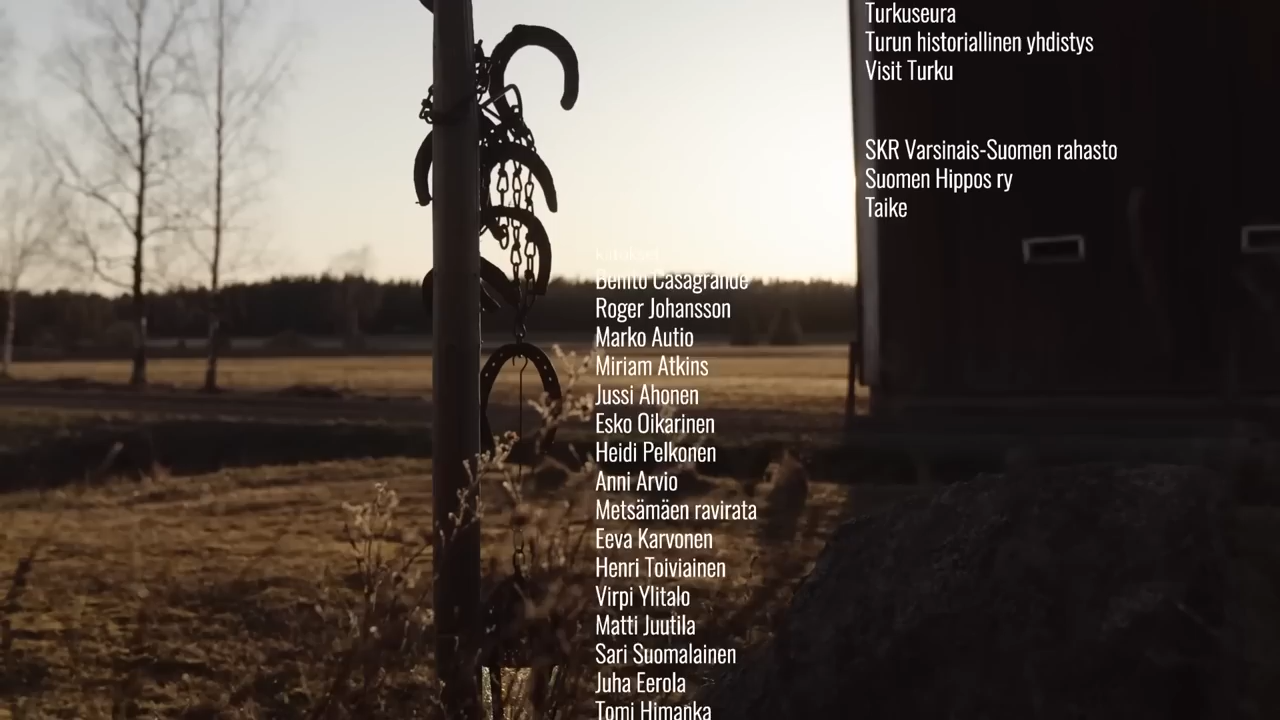 Turkuseura
Turun historiallinen yhdistys
Visit Turku
SKR Varsinais-Suomen rahasto
Suomen Hippos ry
Taike
Benito Casagrande
Roger Johansson
Marko Autio
Miriam Atkins
Jussi Ahonen
Esko Oikarinen
Heidi Pelkonen
Anni Arvio
Metsämäen ravirata
Eeva Karvonen
Henri Toiviainen
Virpi Ylitalo
Matti Juutila
Sari Suomalainen
Juha Eerola
Tomi Himanka